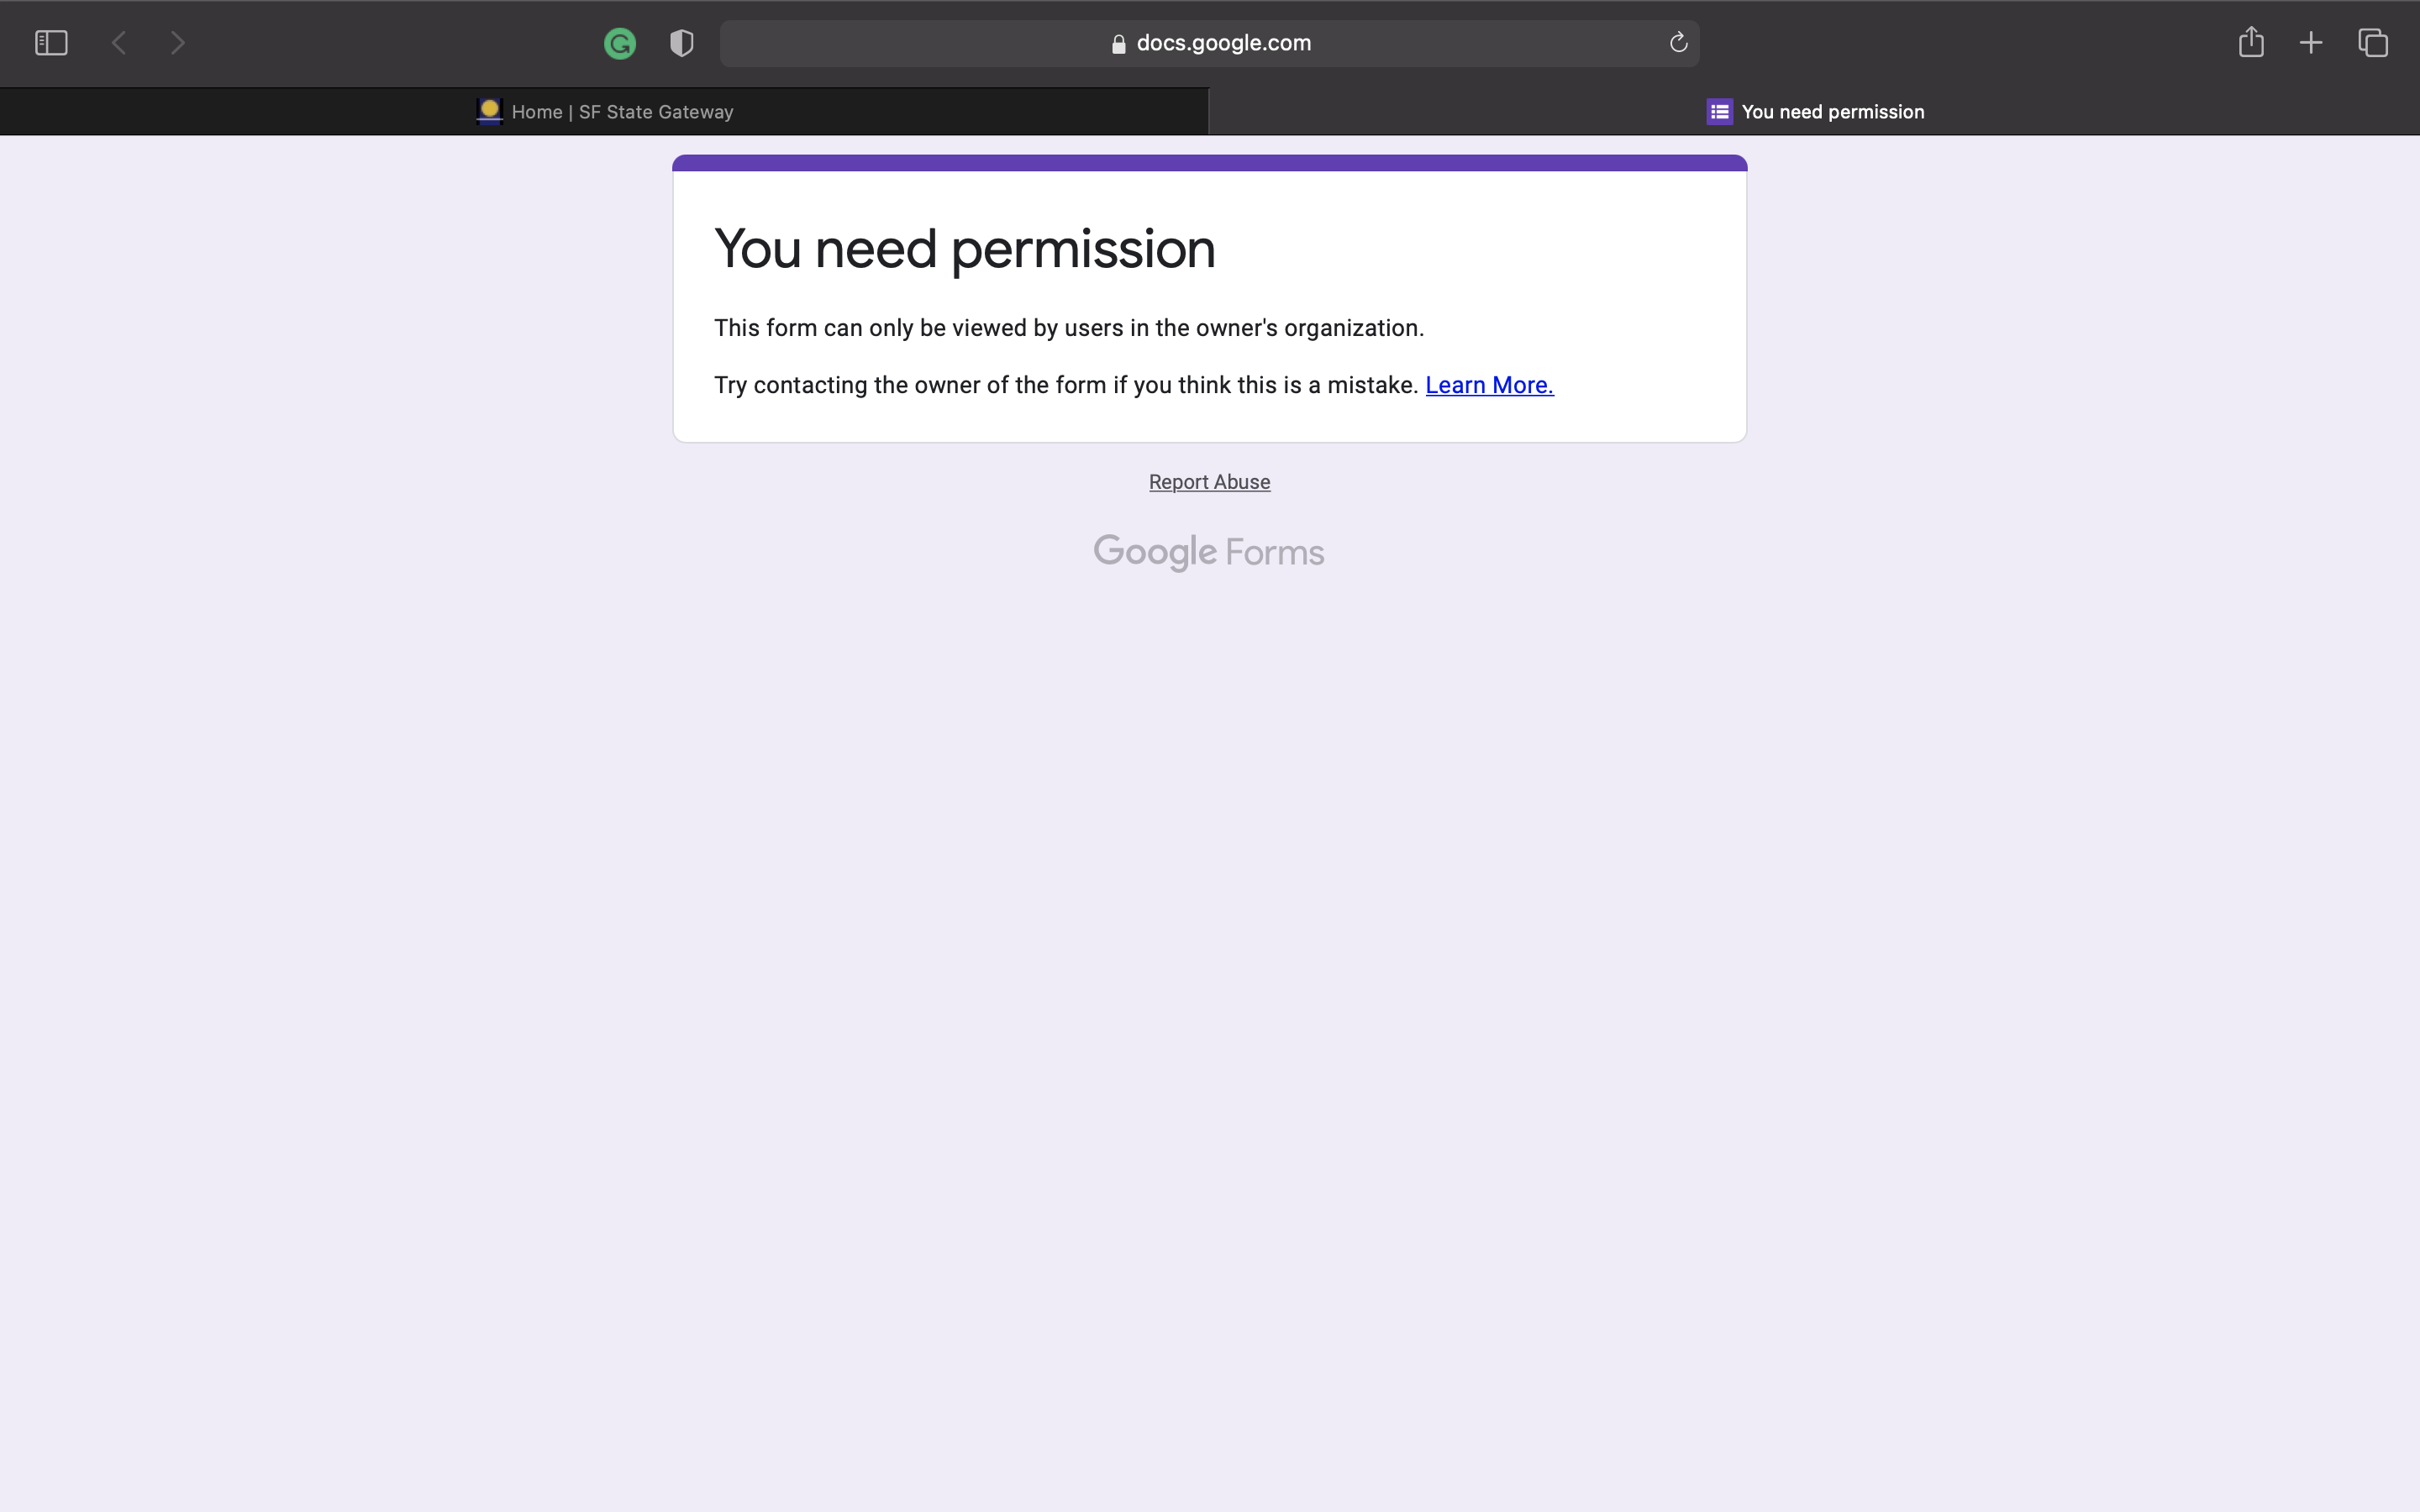 docs.google.com
Home | SF State Gateway
You need permission
You need permission
This form can only be viewed by users in the owner's organization.
Try contacting the owner of the form if you think this is a mistake. Learn More.
Report Abuse
Google Forms